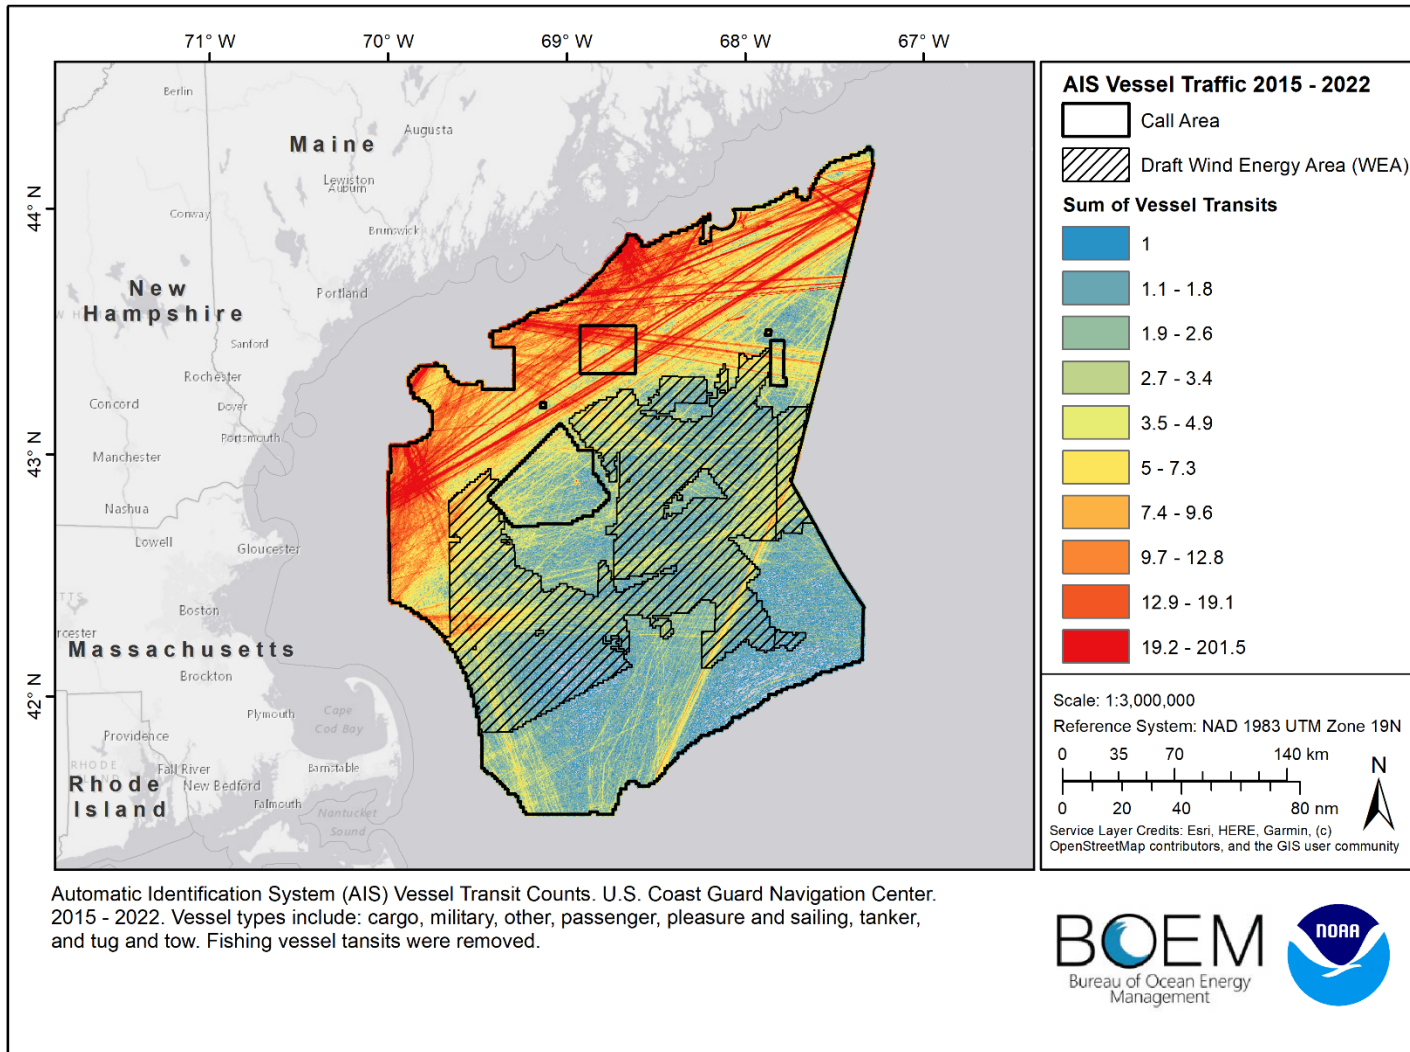 71° W
70° W
69° W
68° W
67° W
44° N
43° N
42° N
Berlin
Augusta
Maine
Lewiston
Auburn
Conway
Brunswick
New
Hampshire
Portland
Sanford
Rochester
Concord
Dover
Portsmouth
Manchester
Nashua
Lowell
Gloucester
Boston
Massachusetts
Brockton
Plymouth
Cape
Cod Bay
Providence
Barnstable
Fall River
New Bedford
Rhode
Island
Falmouth
Nantucket
Sound
AIS Vessel Traffic 2015 - 2022
Call Area
Draft Wind Energy Area (WEA)
Sum of Vessel Transits
1
1.1 - 1.8
1.9 - 2.6
2.7 - 3.4
3.5 - 4.9
5 - 7.3
7.4 - 9.6
9.7 - 12.8
12.9 - 19.1
19.2 - 201.5
Scale: 1:3,000,000
Reference System: NAD 1983 UTM Zone 19N
0 35 70 140 km
0 20 40 80 nm
N
Service Layer Credits: Esri, HERE, Garmin, (c)
OpenStreetMap contributors, and the GIS user community
Automatic Identification System (AIS) Vessel Transit Counts. U.S. Coast Guard Navigation Center.
2015 - 2022. Vessel types include: cargo, military, other, passenger, pleasure and sailing, tanker,
and tug and tow. Fishing vessel tansits were removed.
BOEM
Bureau of Ocean Energy
Management
NOAA